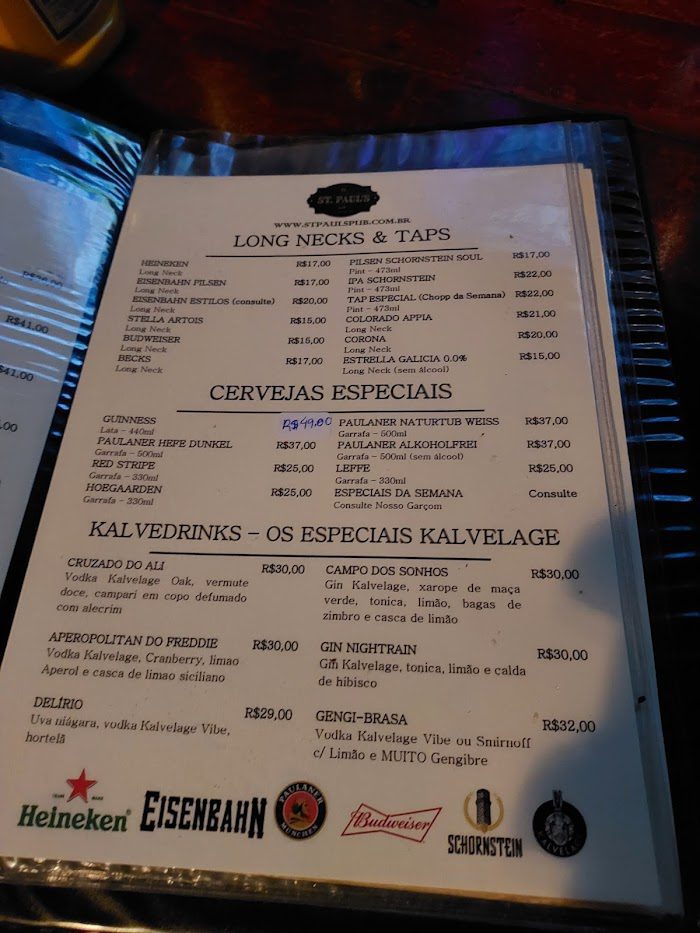 ST. PAUL'S
WWW.STPAULSPUB.COM.BR
LONG NECKS & TAPS
HEINEKEN R$17,00
Long Neck
EISENBAHN PILSEN R$17,00
Long Neck
EISENBAHN ESTILOS (consulte) R$20,00
Long Neck
STELLA ARTOIS R$15,00
Long Neck
BUDWEISER R$15,00
Long Neck
BECKS R$17,00
Long Neck
PILSEN SCHORNSTEIN SOUL R$17,00
Pint - 473ml
IPA SCHORNSTEIN R$22,00
Pint - 473ml
TAP ESPECIAL (Chopp da Semana) R$22,00
Pint - 473ml
COLORADO APPIA R$21,00
Long Neck
CORONA R$20,00
Long Neck
ESTRELLA GALICIA 0.0% R$15,00
Long Neck (sem álcool)
CERVEJAS ESPECIAIS
GUINNESS R$49,00
Lata - 440ml
PAULANER HEFE DUNKEL R$37,00
Garrafa - 500ml
RED STRIPE R$25,00
Garrafa - 330ml
HOEGAARDEN R$25,00
Garrafa - 330ml
PAULANER NATURTUB WEISS R$37,00
Garrafa - 500ml
PAULANER ALKOHOLFREI R$37,00
Garrafa - 500ml (sem álcool)
LEFFE R$25,00
Garrafa - 330ml
ESPECIAIS DA SEMANA Consulte
Consulte Nosso Garçom
KALVEDRINKS - OS ESPECIAIS KALVELAGE
CRUZADO DO ALI R$30,00
Vodka Kalvelage Oak, vermute
doce, campari em copo defumado
com alecrim
APEROPOLITAN DO FREDDIE R$30,00
Vodka Kalvelage, Cranberry, limao
Aperol e casca de limao siciliano
DELÍRIO R$29,00
Uva niágara, vodka Kalvelage Vibe,
hortelã
CAMPO DOS SONHOS R$30,00
Gin Kalvelage, xarope de maça
verde, tonica, limão, bagas de
zimbro e casca de limão
GIN NIGHTRAIN R$30,00
Gin Kalvelage, tonica, limão e calda
de hibisco
GENGI-BRASA R$32,00
Vodka Kalvelage Vibe ou Smirnoff
c/ Limão e MUITO Gengibre
TRADE MARK
Heineken
EISENBAHN
PAULANER
MÜNCHEN
Budweiser
SCHORNSTEIN
KALVELAGE
R$41,00
$41,00